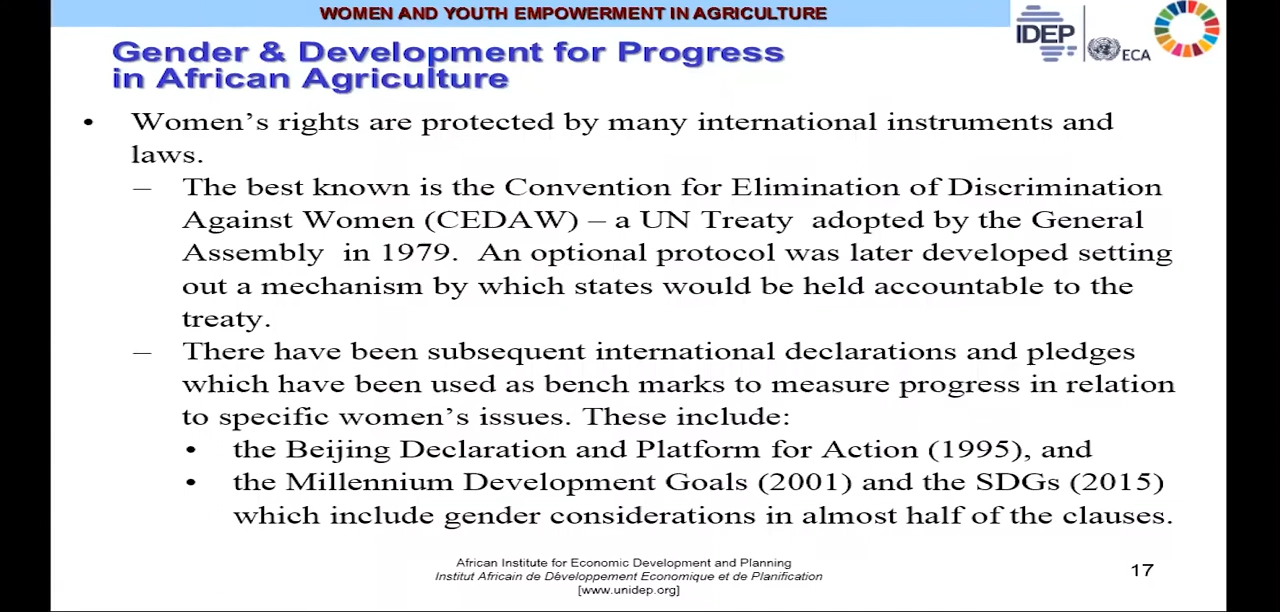 WOMEN AND YOUTH EMPOWERMENT IN AGRICULTURE
IDEP
ECA
Gender & Development for Progress
in African Agriculture
• Women's rights are protected by many international instruments and
laws.
– The best known is the Convention for Elimination of Discrimination
Against Women (CEDAW) – a UN Treaty adopted by the General
Assembly in 1979. An optional protocol was later developed setting
out a mechanism by which states would be held accountable to the
treaty.
– There have been subsequent international declarations and pledges
which have been used as bench marks to measure progress in relation
to specific women's issues. These include:
• the Beijing Declaration and Platform for Action (1995), and
• the Millennium Development Goals (2001) and the SDGs (2015)
which include gender considerations in almost half of the clauses.
African Institute for Economic Development and Planning
Institut Africain de Développement Economique et de Planification
[www.unidep.org]
17